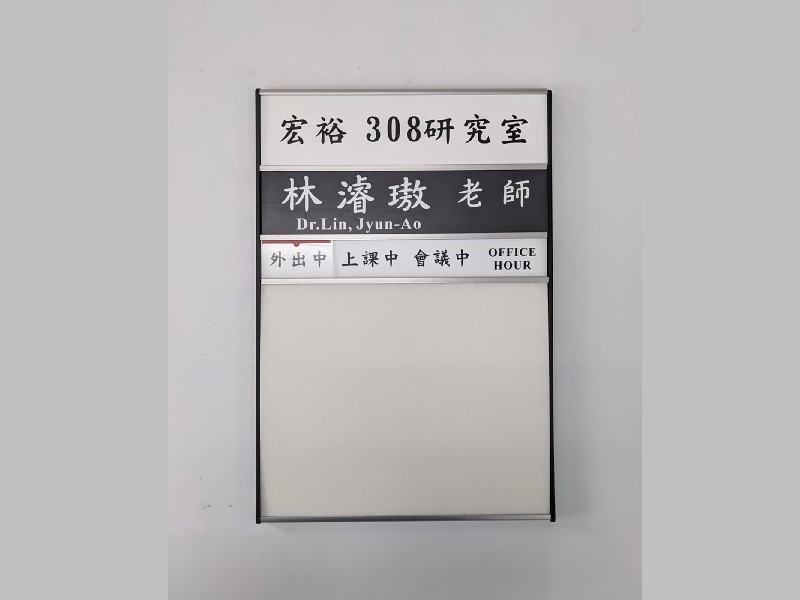 宏裕 308研究室
林濬璈 老師
Dr.Lin, Jyun-Ao
外出中 上課中 會議中 OFFICE HOUR